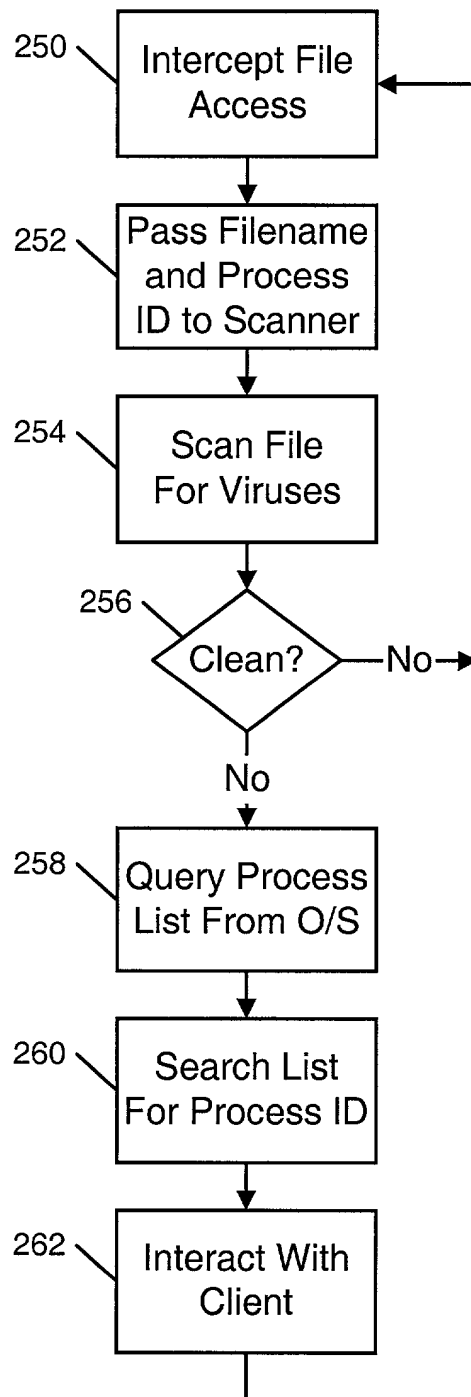 250
Intercept File
Access
252
Pass Filename
and Process
ID to Scanner
254
Scan File
For Viruses
256
Clean?
No
No
258
Query Process
List From O/S
260
Search List
For Process ID
262
Interact With
Client